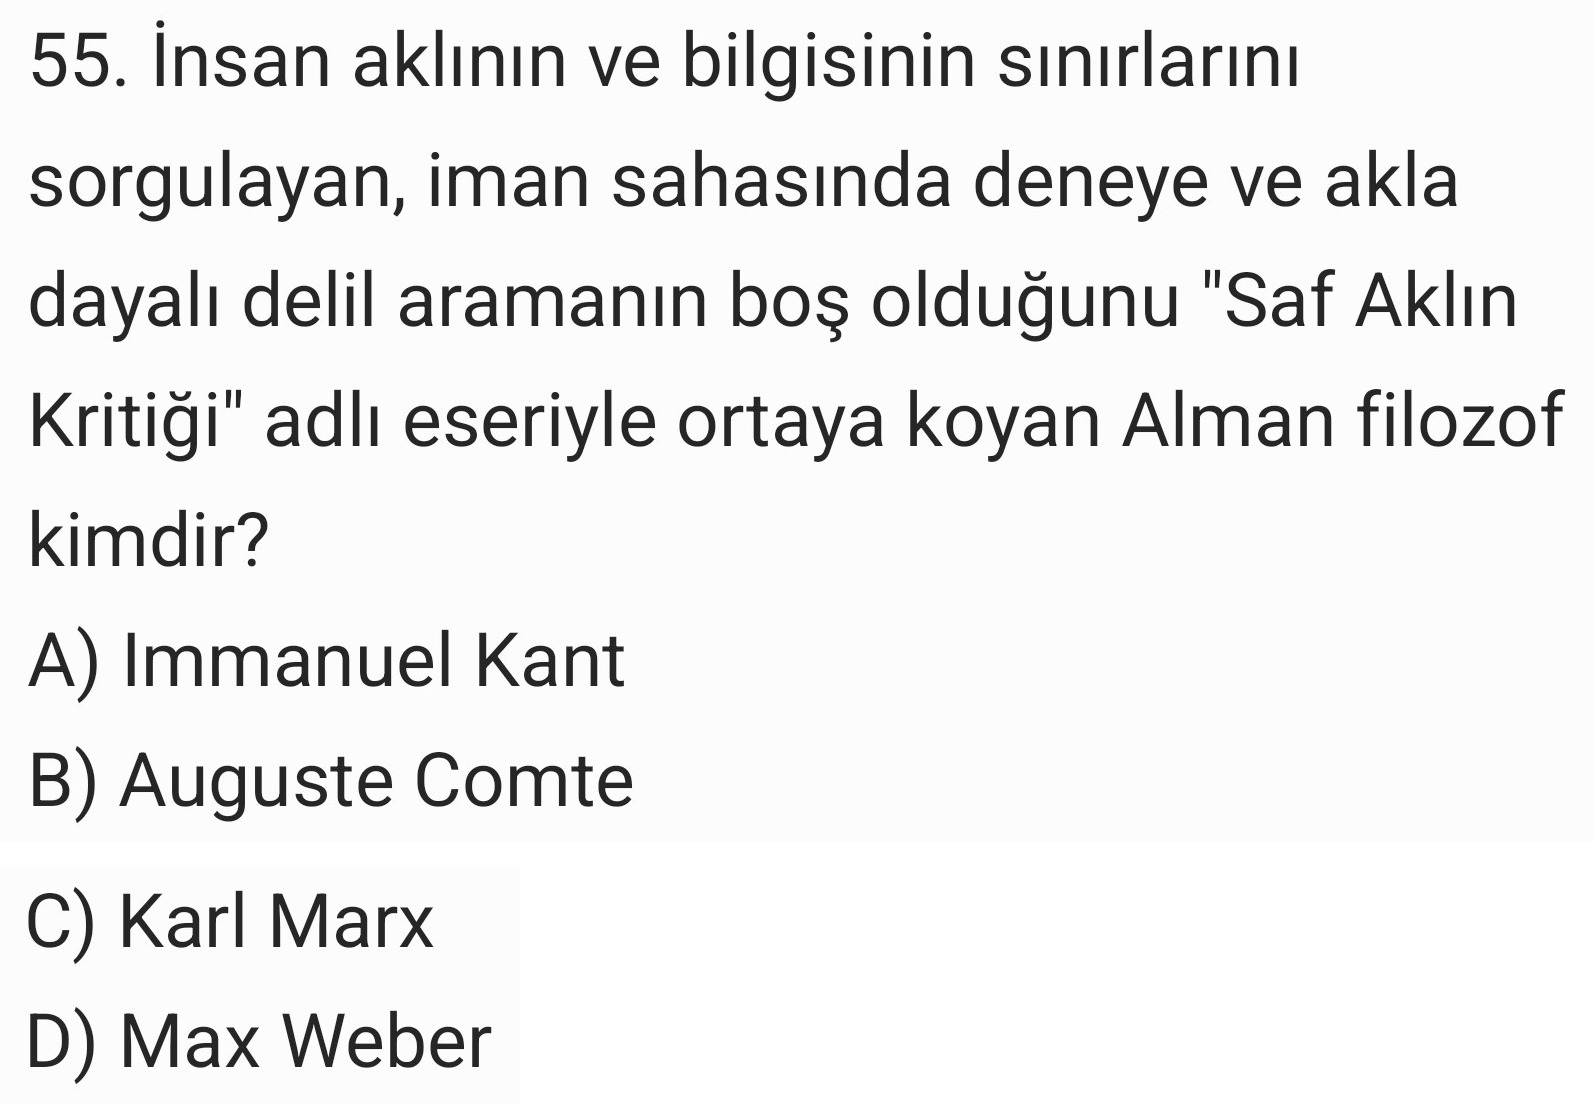 55. İnsan aklının ve bilgisinin sınırlarını
sorgulayan, iman sahasında deneye ve akla
dayalı delil aramanın boş olduğunu "Saf Aklın
Kritiği" adlı eseriyle ortaya koyan Alman filozof
kimdir?
A) Immanuel Kant
B) Auguste Comte
C) Karl Marx
D) Max Weber